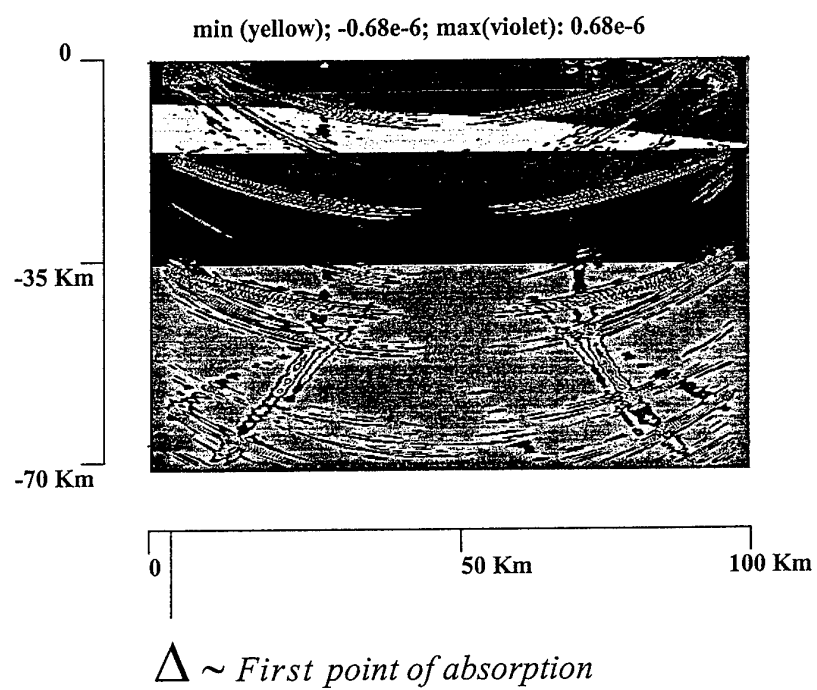 min (yellow); -0.68e-6; max(violet): 0.68e-6
0
-35 Km
-70 Km
0
50 Km
100 Km
Δ ~ First point of absorption